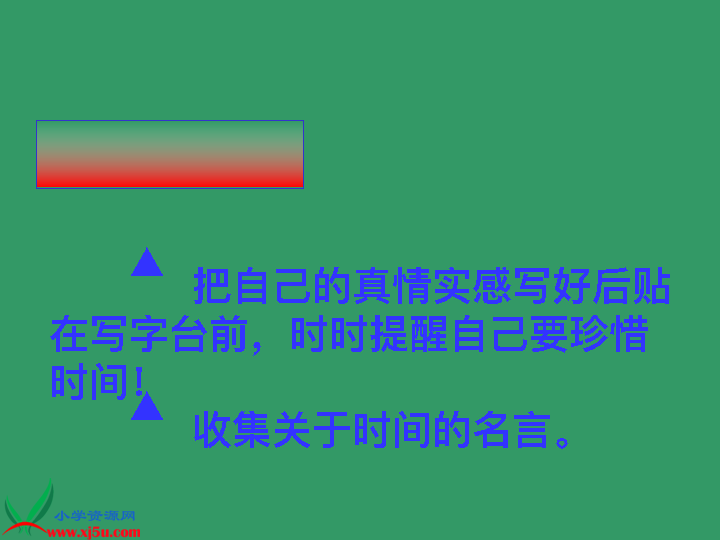 ▲ 把自己的真情实感写好后贴
在写字台前，时时提醒自己要珍惜
时间！
▲ 收集关于时间的名言。
小学资源网
www.xj5u.com